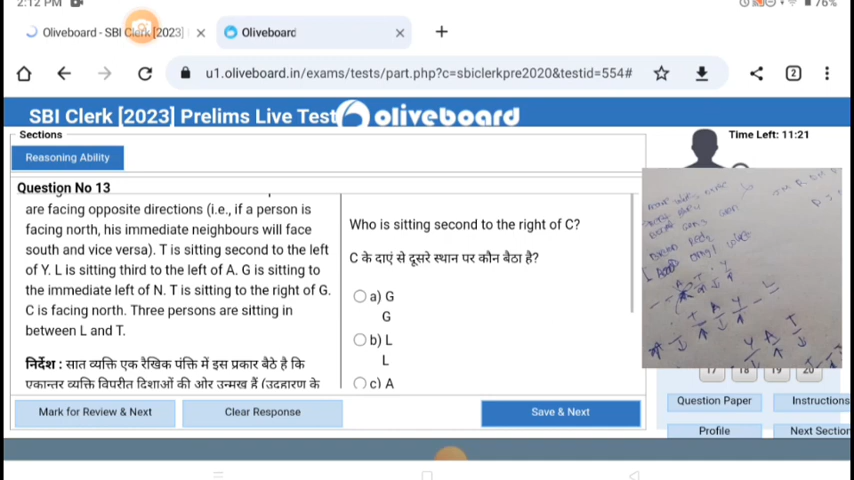 2:12 PM
76%
Oliveboard - SBI Clerk [2023]
Oliveboard
u1.oliveboard.in/exams/tests/part.php?c=sbiclerkpre2020&testid=554#
2
SBI Clerk [2023] Prelims Live Test
oliveboard
Sections
Reasoning Ability
Time Left: 11:21
Question No 13
are facing opposite directions (i.e., if a person is
facing north, his immediate neighbours will face
south and vice versa). T is sitting second to the left
of Y. L is sitting third to the left of A. G is sitting to
the immediate left of N. T is sitting to the right of G.
C is facing north. Three persons are sitting in
between L and T.
निर्देश : सात व्यक्ति एक रैखिक पंक्ति में इस प्रकार बैठे है कि
एकान्तर व्यक्ति विपरीत दिशाओं की ओर उन्मुख हैं (उदाहरण के
Who is sitting second to the right of C?
C के दाएं से दूसरे स्थान पर कौन बैठा है?
a) G
G
b) L
L
c) A
17 18 19 20
Mark for Review & Next
Clear Response
Save & Next
Question Paper
Instructions
Profile
Next Section